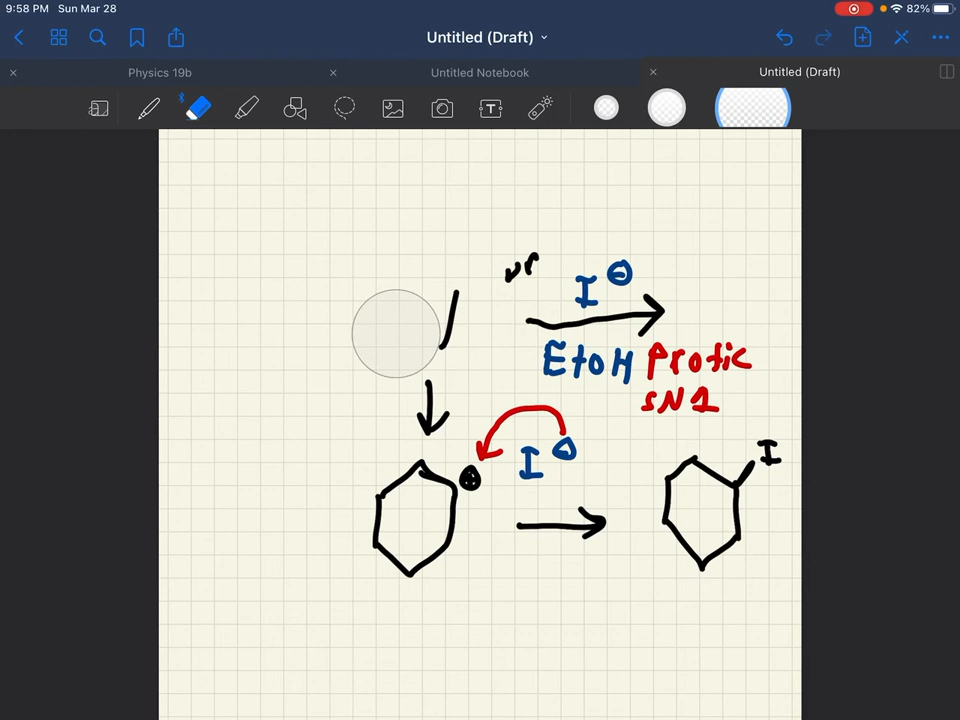 9:58 PM Sun Mar 28
82%
Untitled (Draft)
Physics 19b
Untitled Notebook
Untitled (Draft)
I ⊖
EtoH Protic
SN1
I
⊕ I ⊖